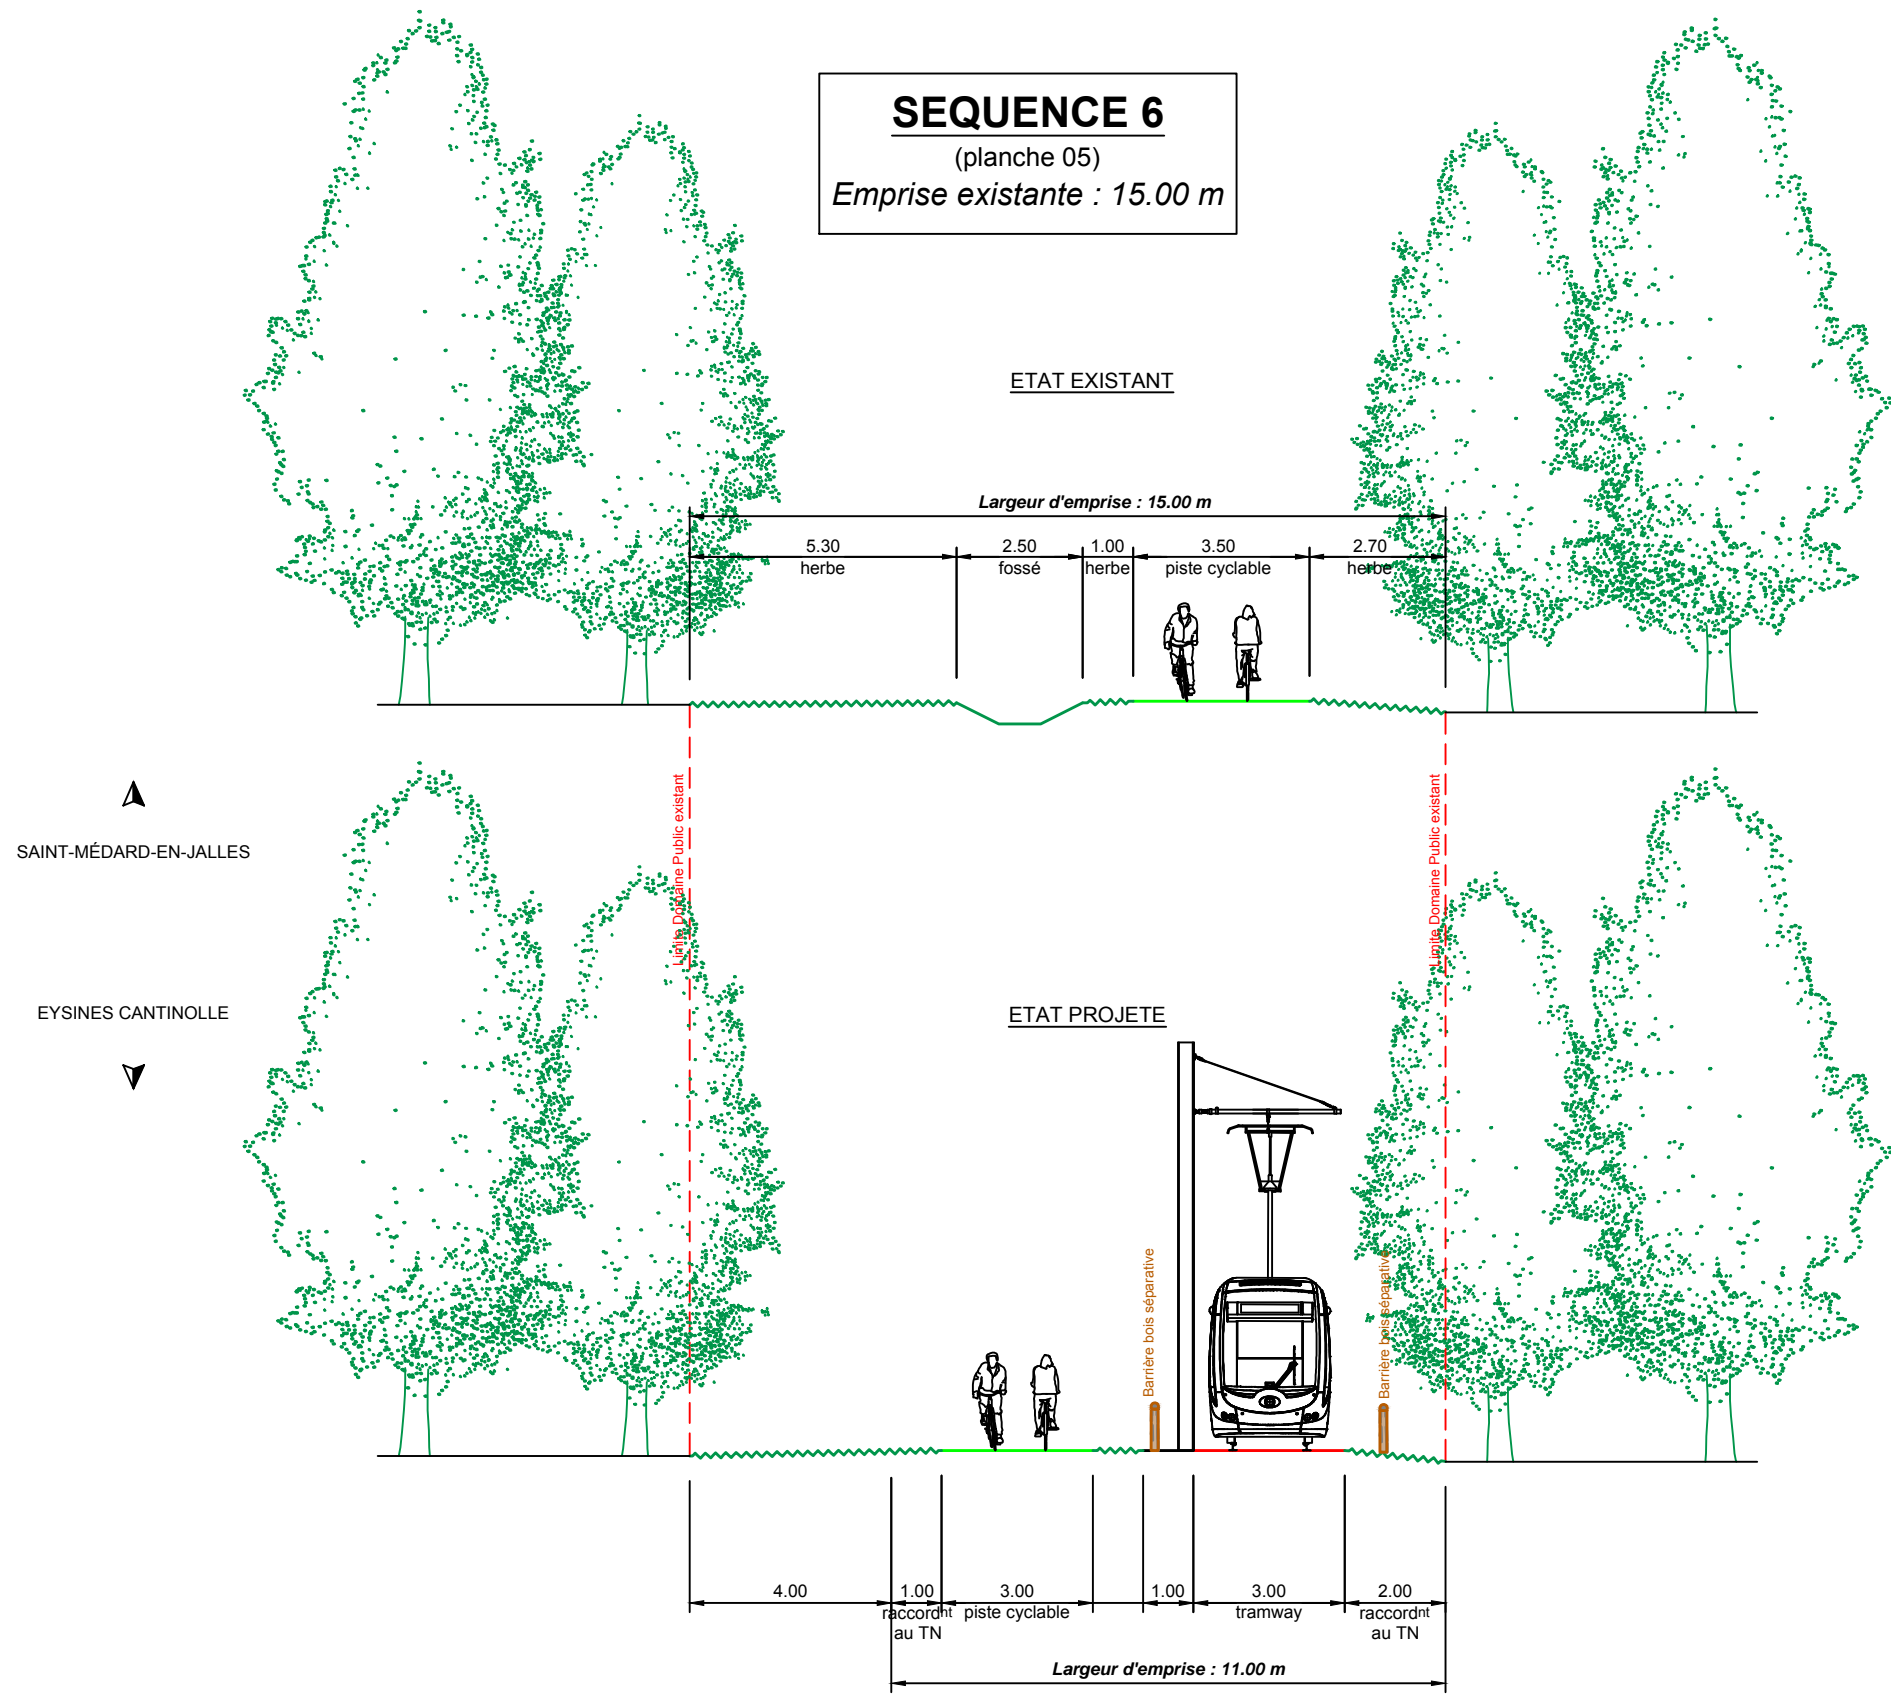 SEQUENCE 6
(planche 05)
Emprise existante : 15.00 m
ETAT EXISTANT
Largeur d'emprise : 15.00 m
5.30 2.50 1.00 3.50 2.70
herbe fossé herbe piste cyclable herbe
Limite Domaine Public existant
Limite Domaine Public existant
SAINT-MÉDARD-EN-JALLES
EYSINES CANTINOLLE
ETAT PROJETE
Barrière bois séparative
Barrière bois séparative
4.00 1.00 3.00 1.00 3.00 2.00
raccordnt piste cyclable tramway raccordnt
au TN au TN
Largeur d'emprise : 11.00 m